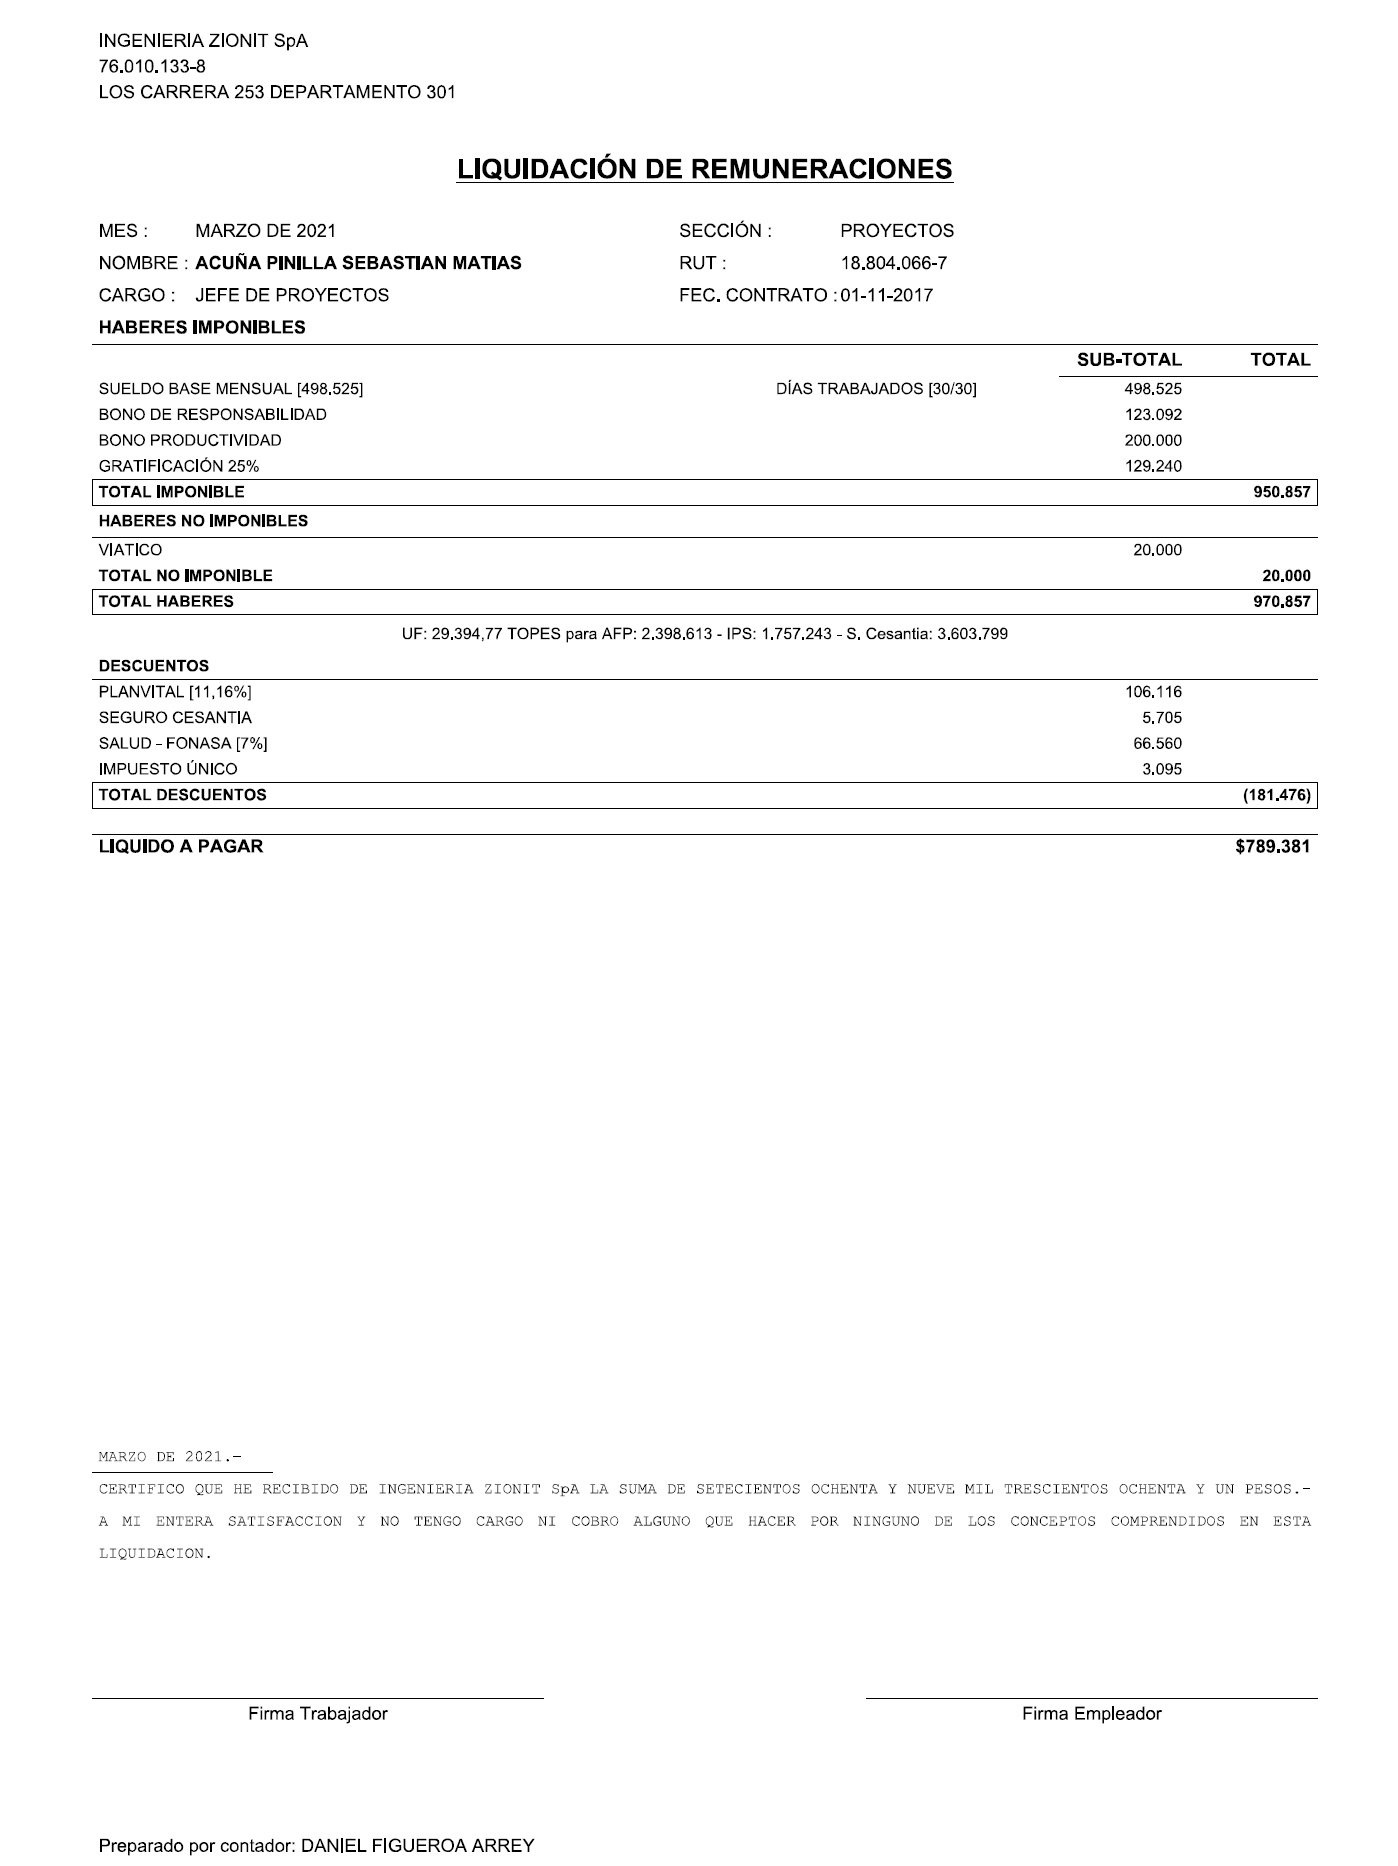 INGENIERIA ZIONIT SpA
76.010.133-8
LOS CARRERA 253 DEPARTAMENTO 301
LIQUIDACIÓN DE REMUNERACIONES
MES : MARZO DE 2021 SECCIÓN : PROYECTOS
NOMBRE : ACUÑA PINILLA SEBASTIAN MATIAS RUT : 18.804.066-7
CARGO : JEFE DE PROYECTOS FEC. CONTRATO : 01-11-2017
HABERES IMPONIBLES
SUB-TOTAL TOTAL
SUELDO BASE MENSUAL [498.525] DÍAS TRABAJADOS [30/30] 498.525
BONO DE RESPONSABILIDAD 123.092
BONO PRODUCTIVIDAD 200.000
GRATIFICACIÓN 25% 129.240
TOTAL IMPONIBLE 950.857
HABERES NO IMPONIBLES
VIATICO 20.000
TOTAL NO IMPONIBLE 20.000
TOTAL HABERES 970.857
UF: 29.394,77 TOPES para AFP: 2.398.613 - IPS: 1.757.243 - S. Cesantia: 3.603.799
DESCUENTOS
PLANVITAL [11,16%] 106.116
SEGURO CESANTIA 5.705
SALUD - FONASA [7%] 66.560
IMPUESTO ÚNICO 3.095
TOTAL DESCUENTOS (181.476)
LIQUIDO A PAGAR $789.381
MARZO DE 2021.-
CERTIFICO QUE HE RECIBIDO DE INGENIERIA ZIONIT SpA LA SUMA DE SETECIENTOS OCHENTA Y NUEVE MIL TRESCIENTOS OCHENTA Y UN PESOS.-
A MI ENTERA SATISFACCION Y NO TENGO CARGO NI COBRO ALGUNO QUE HACER POR NINGUNO DE LOS CONCEPTOS COMPRENDIDOS EN ESTA
LIQUIDACION.
Firma Trabajador Firma Empleador
Preparado por contador: DANIEL FIGUEROA ARREY